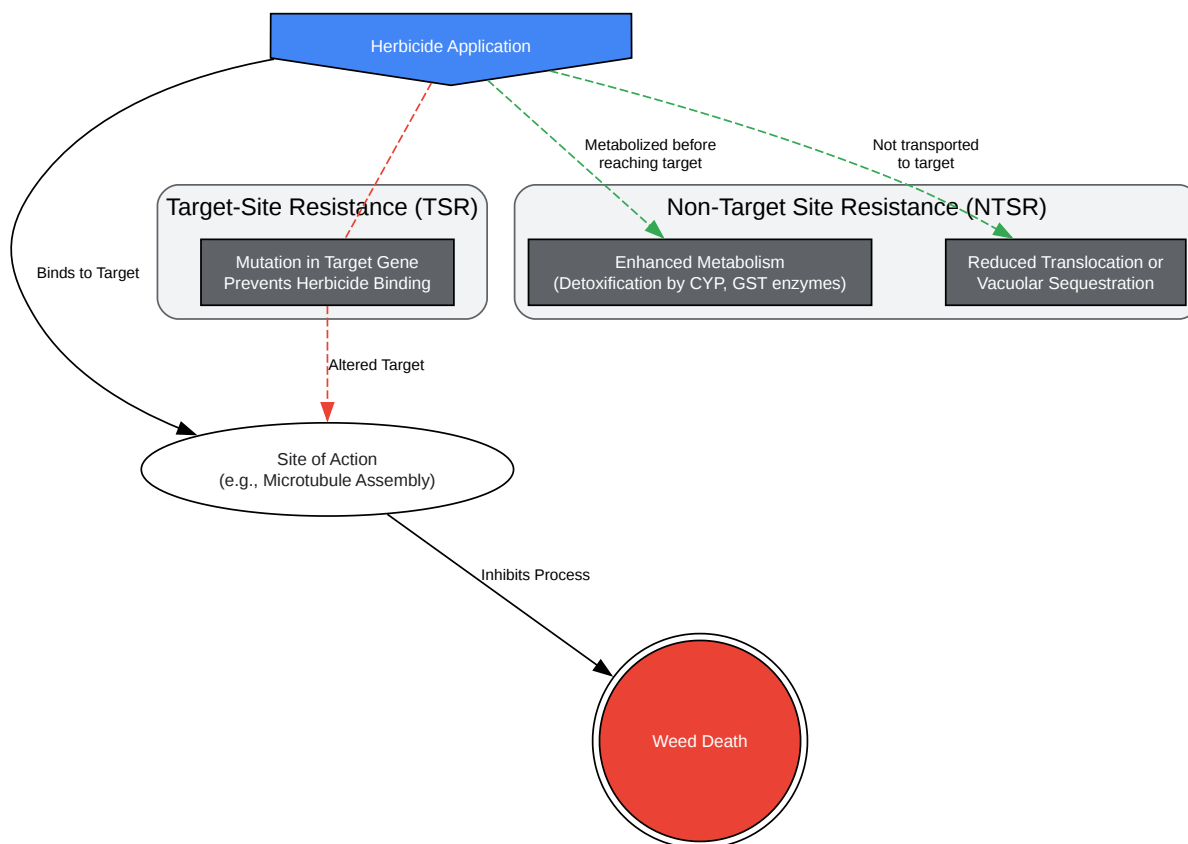 Herbicide Application
Metabolized before
reaching target
Not transported
to target
Target-Site Resistance (TSR)
Non-Target Site Resistance (NTSR)
Mutation in Target Gene
Prevents Herbicide Binding
Enhanced Metabolism
(Detoxification by CYP, GST enzymes)
Reduced Translocation or
Vacuolar Sequestration
Binds to Target
Altered Target
Site of Action
(e.g., Microtubule Assembly)
Inhibits Process
Weed Death